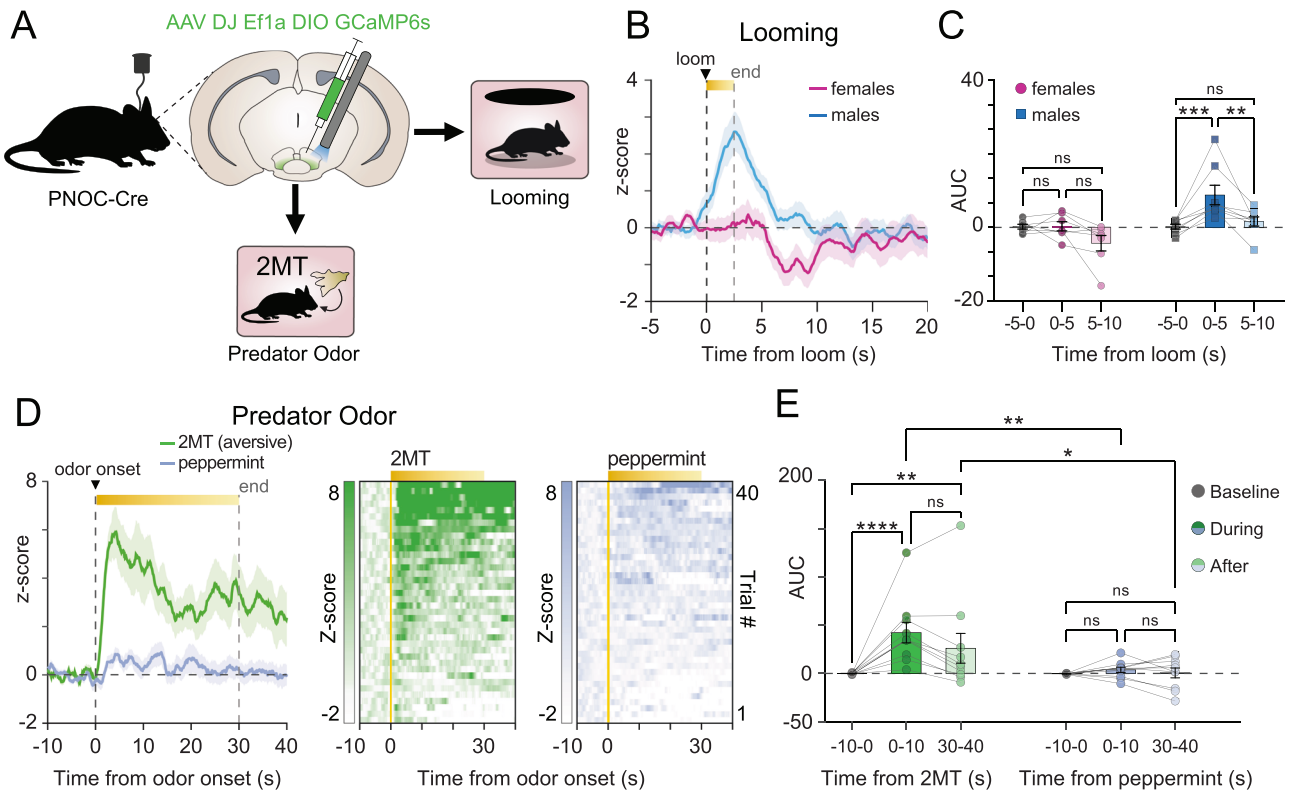 A
AAV DJ Ef1a DIO GCaMP6s
PNOC-Cre
Looming
2MT
Predator Odor
B
Looming
loom
end
females
males
z-score
4
2
0
-2
-5
0
5
10
15
20
Time from loom (s)
C
females
males
AUC
40
0
-20
ns
ns
ns
ns
***
**
-5-0
0-5
5-10
-5-0
0-5
5-10
Time from loom (s)
D
Predator Odor
2MT (aversive)
peppermint
odor onset
end
z-score
8
0
-2
-10
0
10
20
30
40
Time from odor onset (s)
2MT
8
Z-score
-2
-10
0
30
peppermint
8
Z-score
-2
40
Trial #
1
-10
0
30
Time from odor onset (s)
E
**
*
**
ns
****
ns
ns
ns
AUC
200
100
0
-50
Baseline
During
After
-10-0
0-10
30-40
-10-0
0-10
30-40
Time from 2MT (s)
Time from peppermint (s)